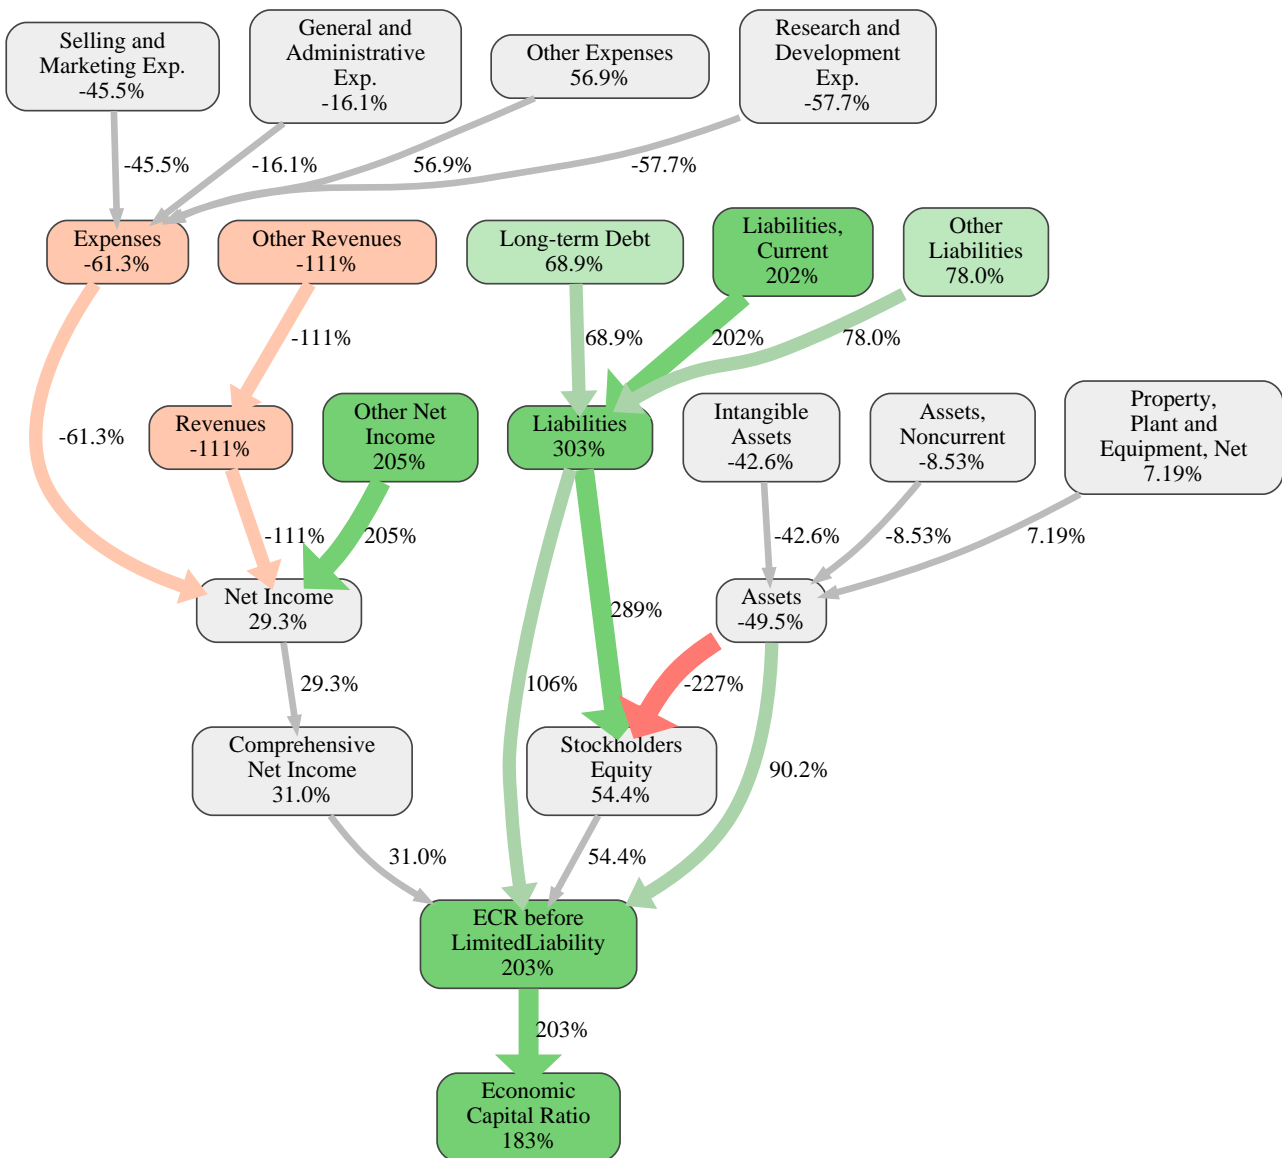 Selling and
Marketing Exp.
-45.5%
General and
Administrative
Exp.
-16.1%
Other Expenses
56.9%
Research and
Development
Exp.
-57.7%
-45.5%
-16.1%
56.9%
-57.7%
Expenses
-61.3%
Other Revenues
-111%
Long-term Debt
68.9%
Liabilities,
Current
202%
Other
Liabilities
78.0%
-111%
68.9%
202%
78.0%
-61.3%
Revenues
-111%
Other Net
Income
205%
Liabilities
303%
Intangible
Assets
-42.6%
Assets,
Noncurrent
-8.53%
Property,
Plant and
Equipment, Net
7.19%
-111%
205%
-42.6%
-8.53%
7.19%
Net Income
29.3%
289%
Assets
-49.5%
29.3%
106%
-227%
Comprehensive
Net Income
31.0%
Stockholders
Equity
54.4%
90.2%
31.0%
54.4%
ECR before
LimitedLiability
203%
203%
Economic
Capital Ratio
183%